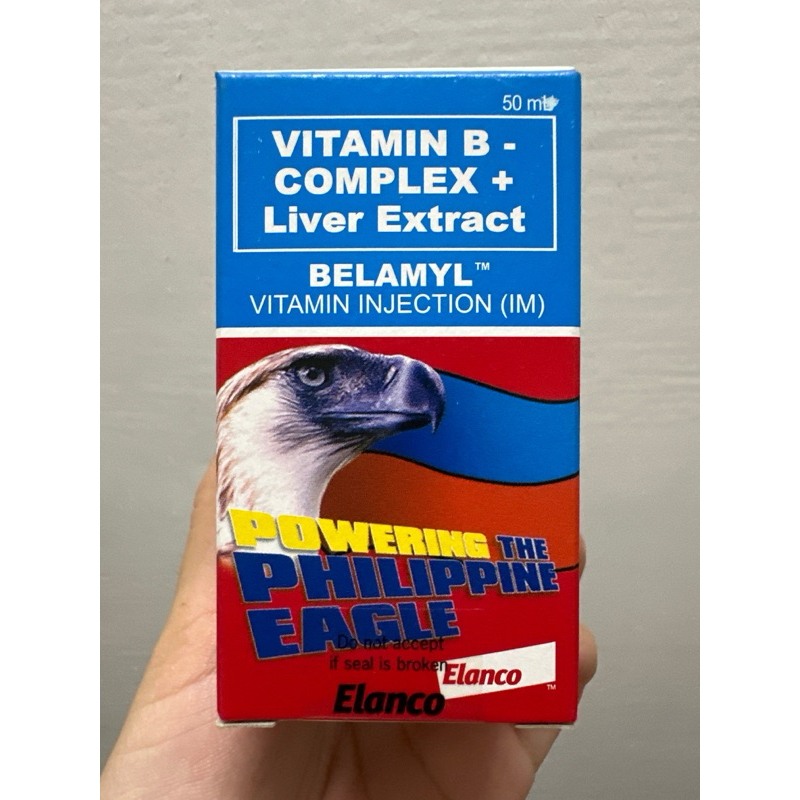 50 mL
VITAMIN B -
COMPLEX +
Liver Extract
BELAMYL™
VITAMIN INJECTION (IM)
POWERING THE
PHILIPPINE
EAGLE
Do not accept
if seal is broken
Elanco
Elanco™